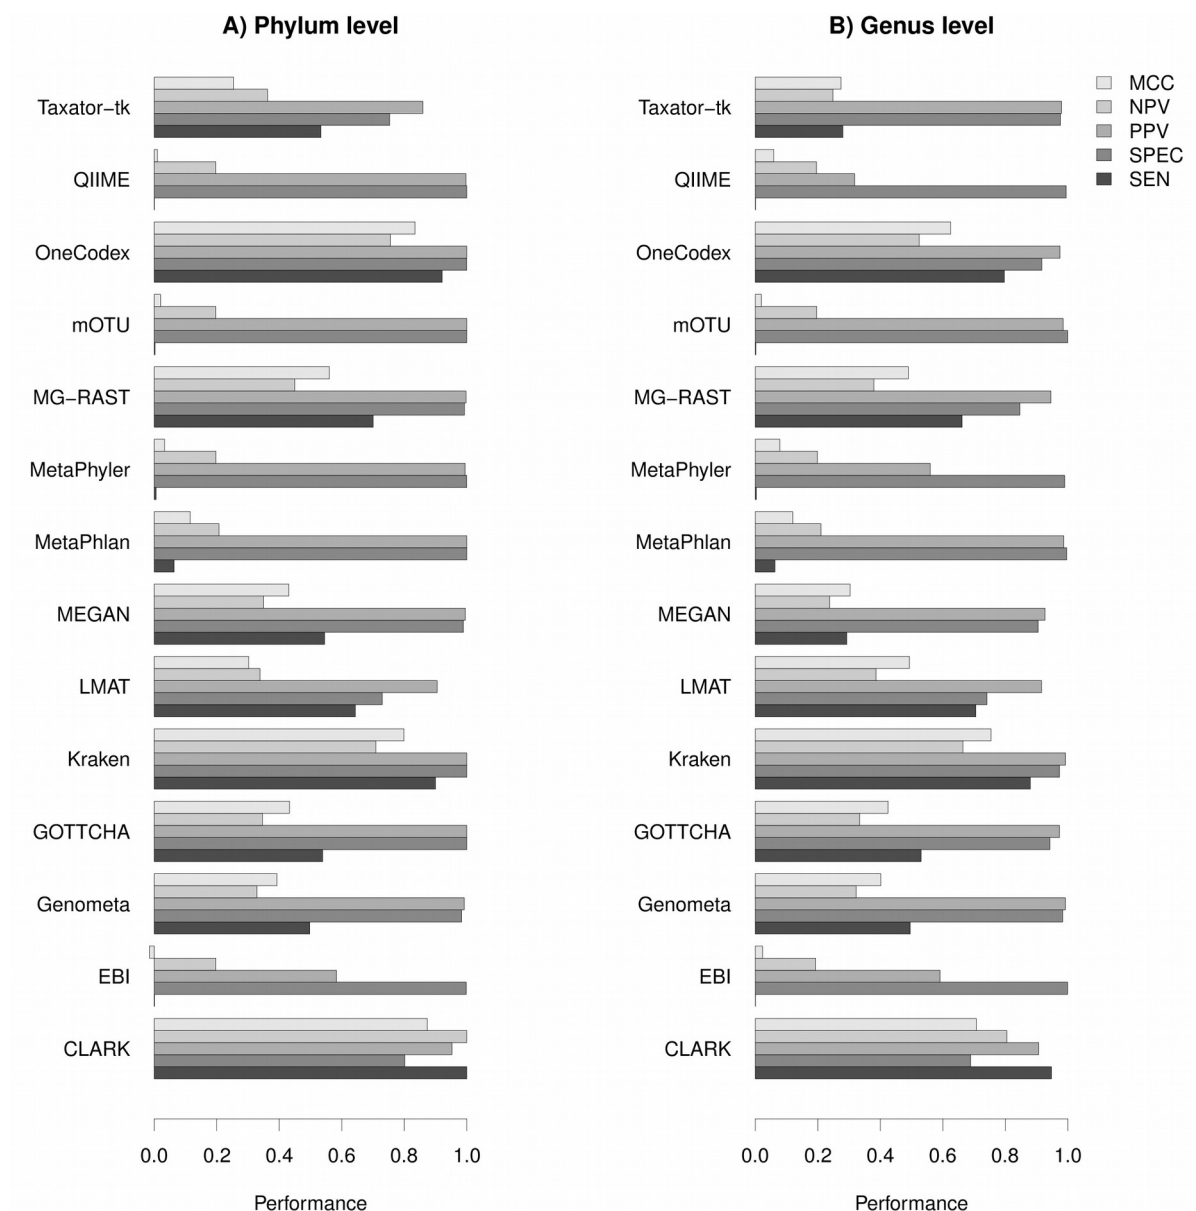 A) Phylum level
Taxator−tk
QIIME
OneCodex
mOTU
MG−RAST
MetaPhyler
MetaPhlan
MEGAN
LMAT
Kraken
GOTTCHA
Genometa
EBI
CLARK
0.0 0.2 0.4 0.6 0.8 1.0
Performance
B) Genus level
Taxator−tk
QIIME
OneCodex
mOTU
MG−RAST
MetaPhyler
MetaPhlan
MEGAN
LMAT
Kraken
GOTTCHA
Genometa
EBI
CLARK
0.0 0.2 0.4 0.6 0.8 1.0
Performance
MCC
NPV
PPV
SPEC
SEN